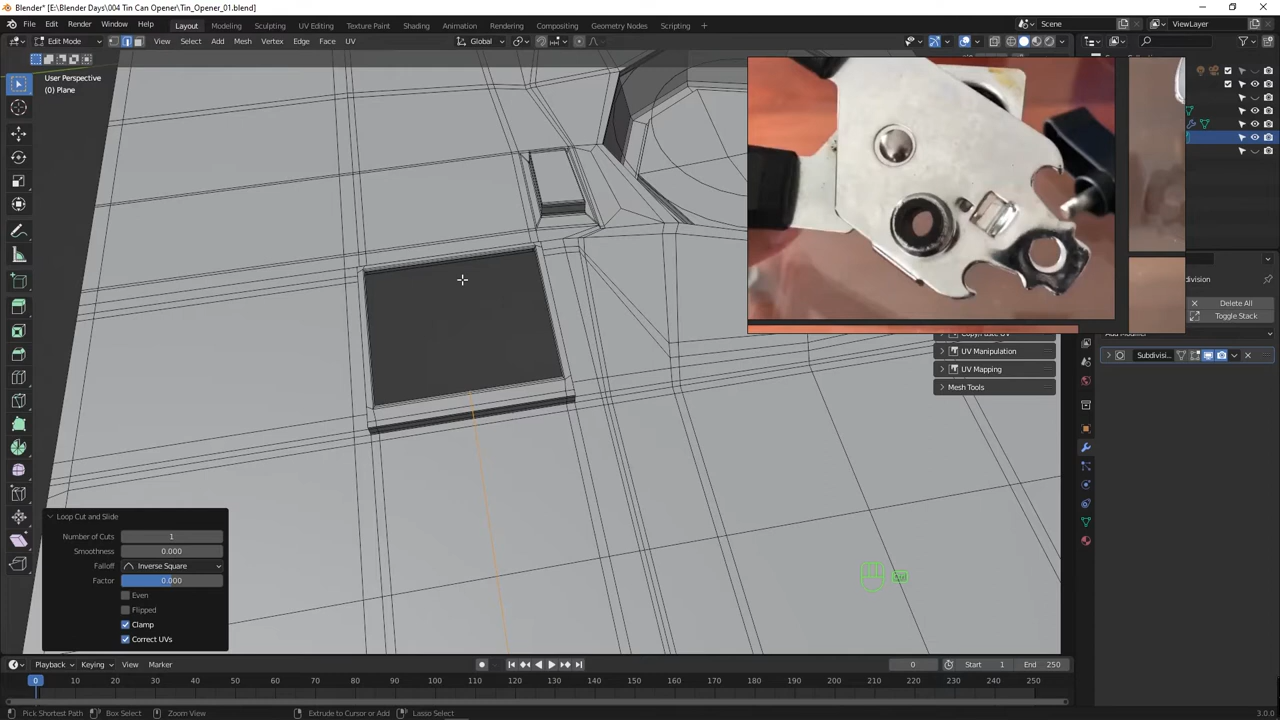 Blender* [E:\Blender Days\004 Tin Can Opener\Tin_Opener_01.blend]
File Edit Render Window Help Layout Modeling Sculpting UV Editing Texture Paint Shading Animation Rendering Compositing Geometry Nodes Scripting + Scene ViewLayer
Edit Mode View Select Add Mesh Vertex Edge Face UV Global
User Perspective
(0) Plane
division
Delete All
Toggle Stack
UV Manipulation
Subdivisi..
UV Mapping
Mesh Tools
Loop Cut and Slide
Number of Cuts 1
Smoothness 0.000
Falloff Inverse Square
Factor 0.000
Even
Flipped
Clamp
Correct UVs
Playback Keying View Marker 0 Start 1 End 250
0 10 20 30 40 50 60 70 80 90 100 110 120 130 140 150 160 170 180 190 200 210 220 230 240 250
Pick Shortest Path Box Select Zoom View Extrude to Cursor or Add Lasso Select 3.0.0